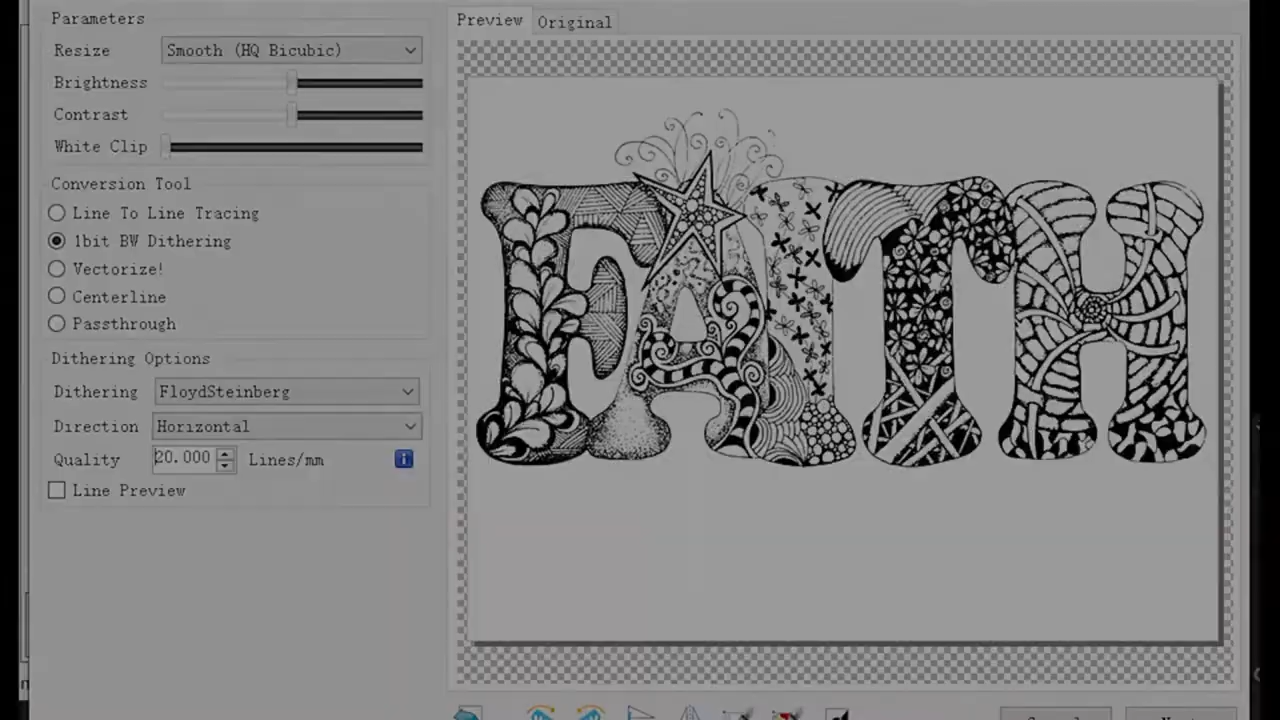 Parameters
Resize Smooth (HQ Bicubic)
Brightness
Contrast
White Clip
Conversion Tool
Line To Line Tracing
1bit BW Dithering
Vectorize!
Centerline
Passthrough
Dithering Options
Dithering FloydSteinberg
Direction Horizontal
Quality 20.000 Lines/mm
Line Preview
Preview Original
FAITH